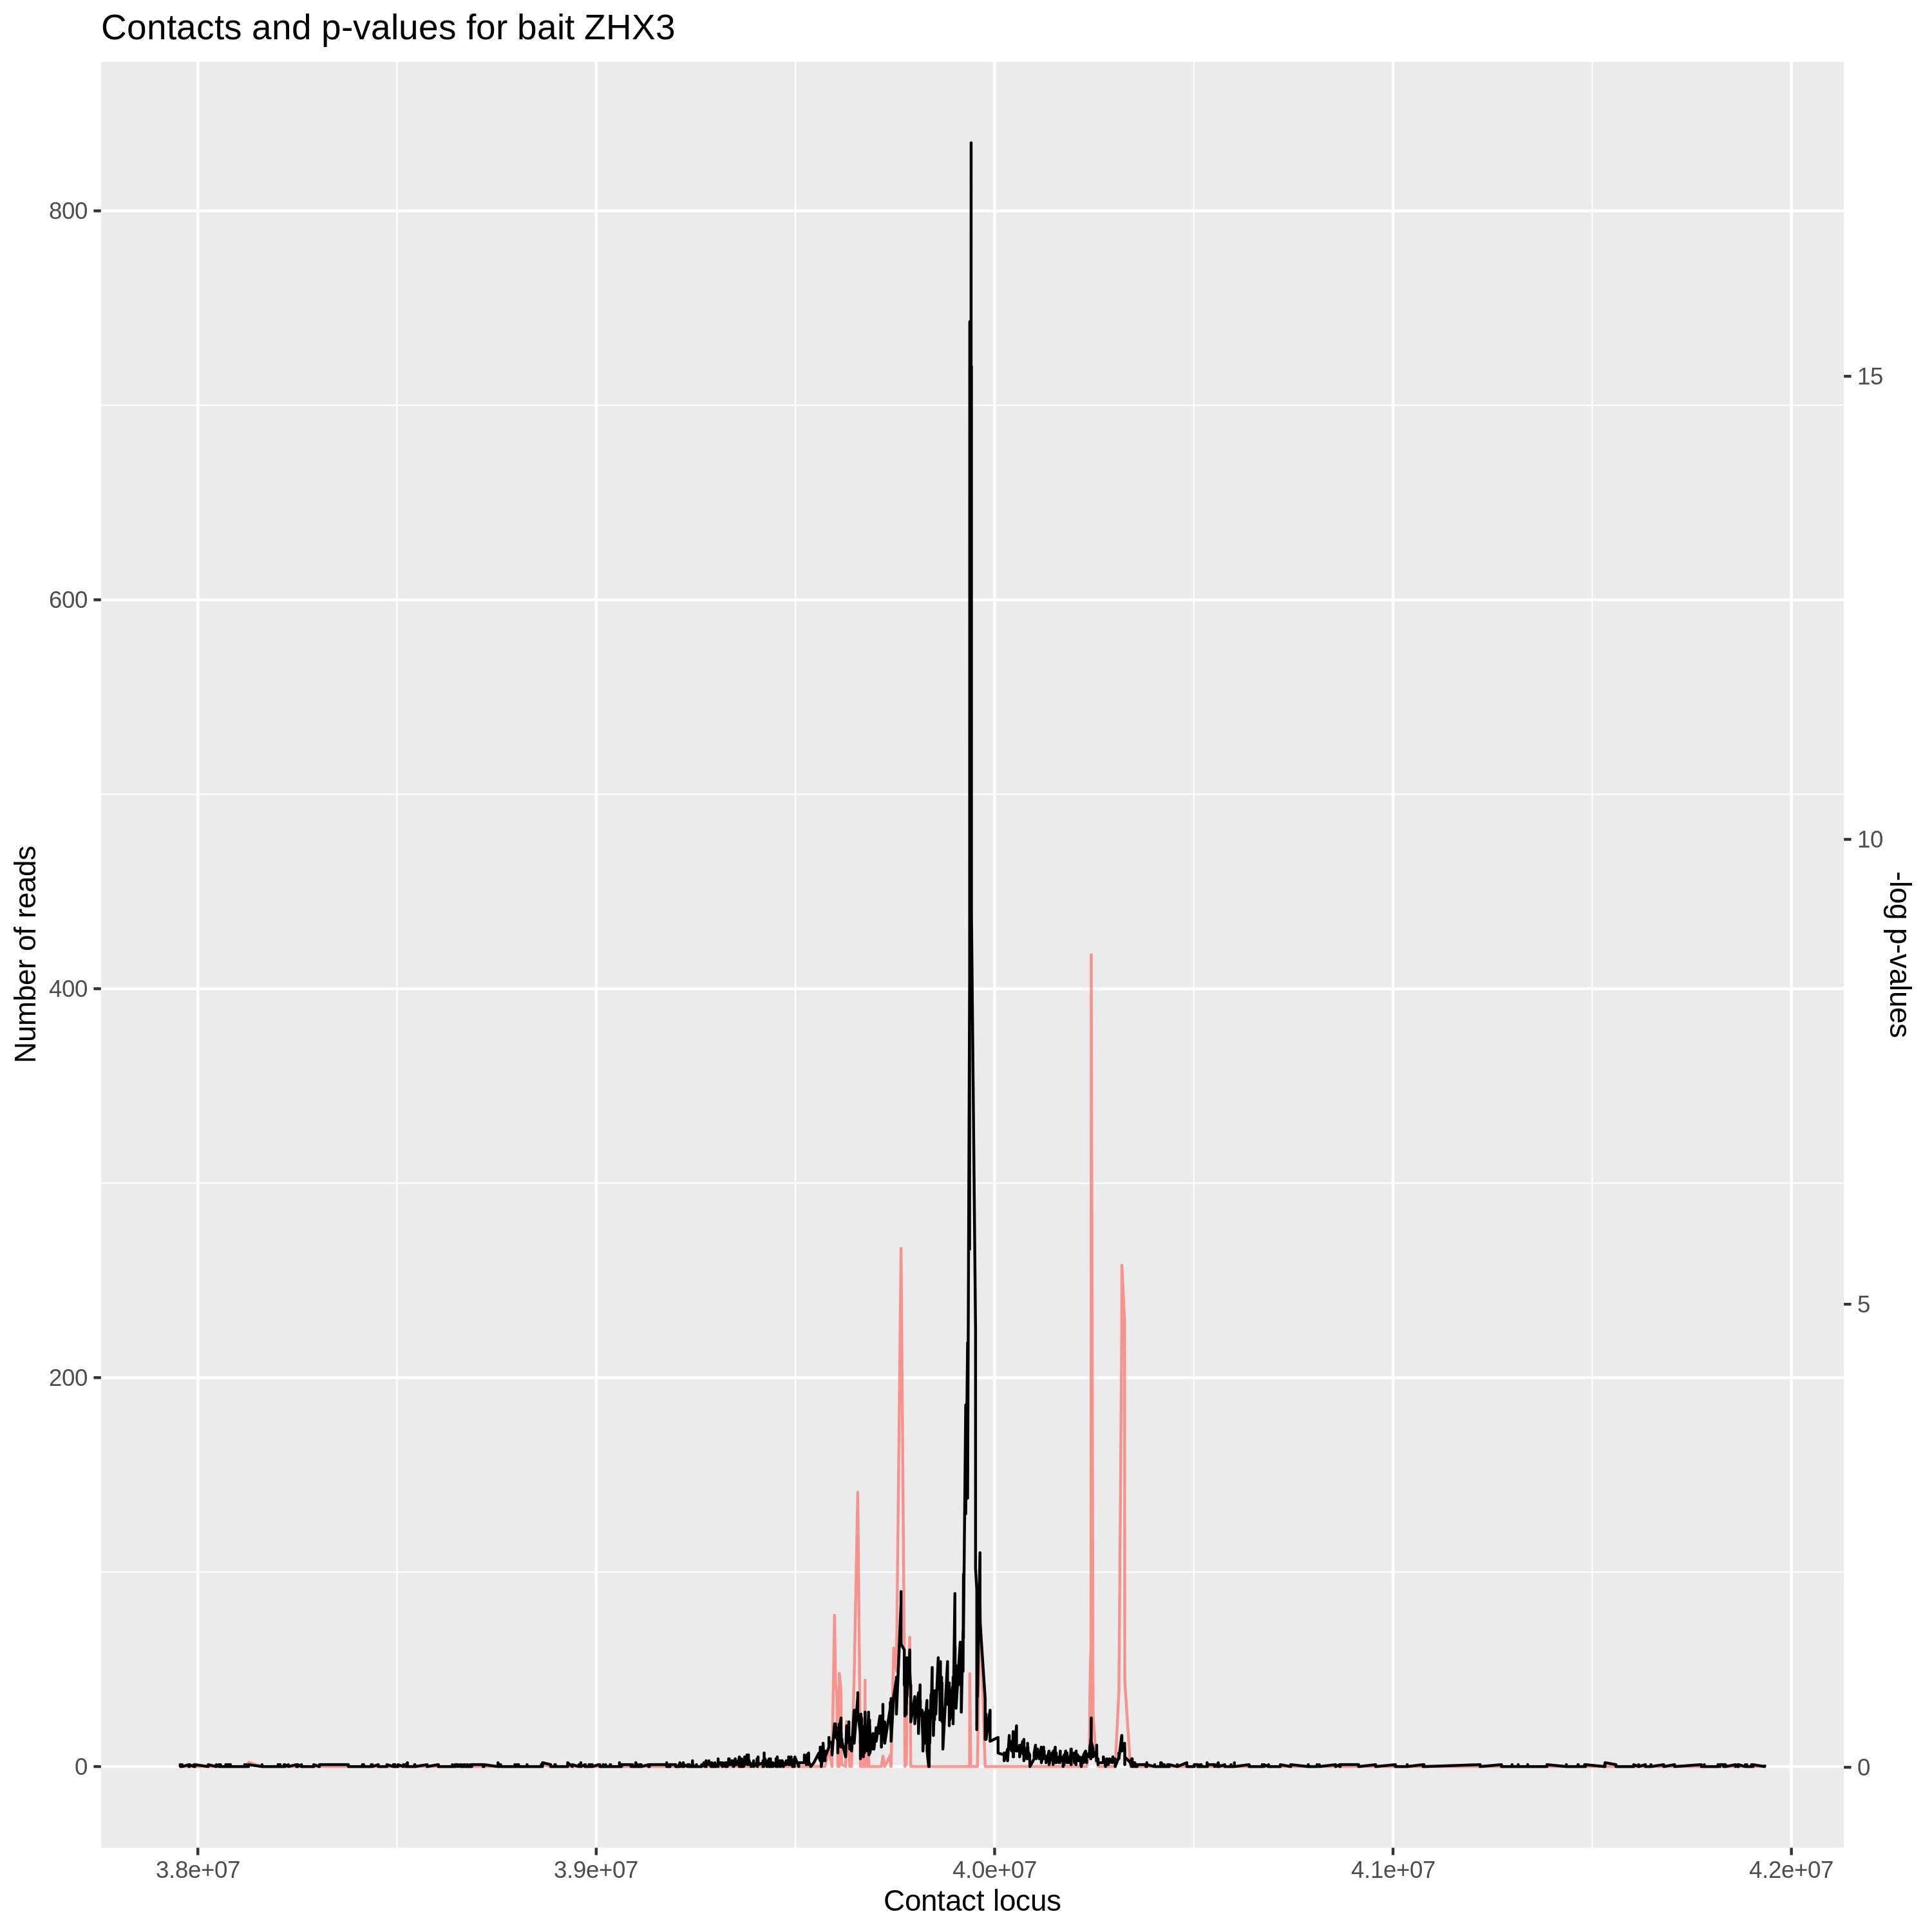 Contacts and p-values for bait ZHX3
800
600
400
200
0
Number of reads
15
10
5
0
-log p-values
3.8e+07
3.9e+07
4.0e+07
4.1e+07
4.2e+07
Contact locus